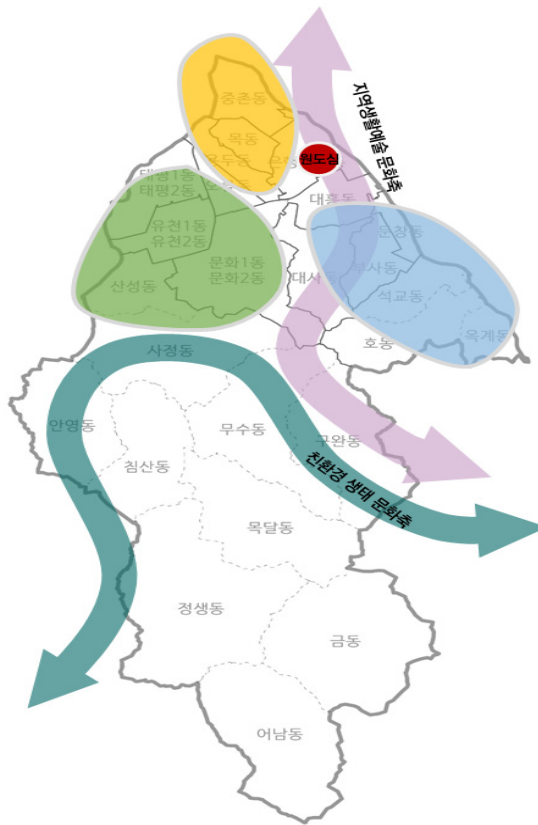 중촌동
목동
용두동
원도심
지역생활예술 문화축
태평1동
태평2동
대흥동
유천1동
유천2동
문창동
문화1동
문화2동
대사동
부사동
산성동
석교동
옥계동
호동
사정동
안영동
무수동
구완동
침산동
친환경 생태 문화축
목달동
정생동
금동
어남동